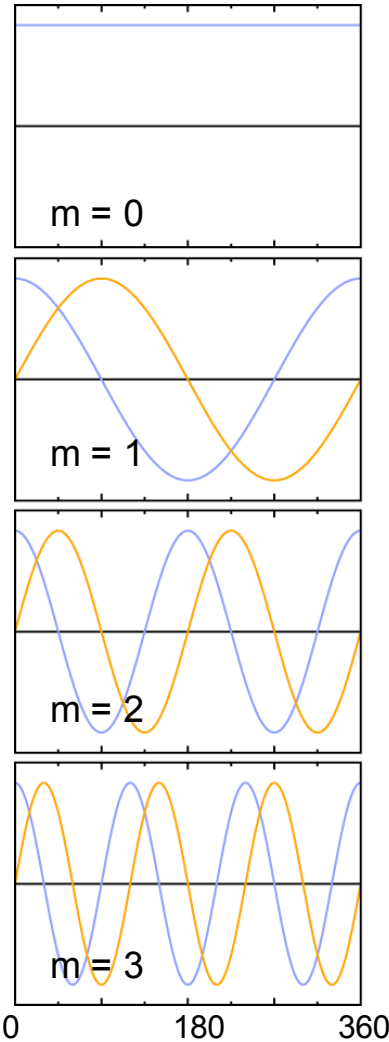 m = 0
m = 1
m = 2
m = 3
0 180 360